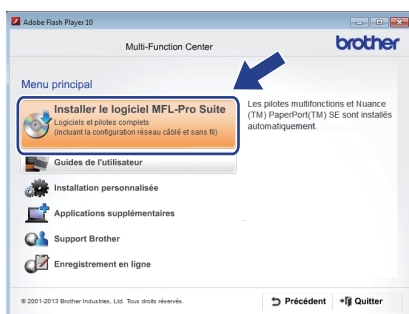 Adobe Flash Player 10
Multi-Function Center
brother
Menu principal
Installer le logiciel MFL-Pro Suite
Logiciels et pilotes complets
(incluant la configuration réseau câblé et sans fil)
Les pilotes multifonctions et Nuance
(TM) PaperPort(TM) SE sont installés
automatiquement.
Guides de l'utilisateur
Installation personnalisée
Applications supplémentaires
Support Brother
Enregistrement en ligne
© 2001-2013 Brother Industries, Ltd. Tous droits réservés.
Précédent
Quitter